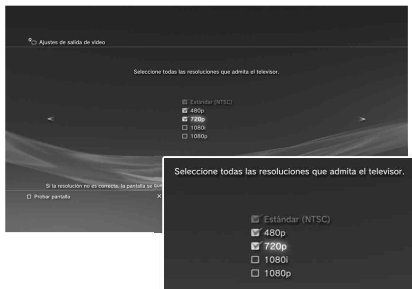 Ajustes de salida de vídeo
Seleccione todas las resoluciones que admita el televisor.
Estándar (NTSC)
480p
720p
1080i
1080p
Si la resolución no es correcta, la pantalla se
Probar pantalla
Seleccione todas las resoluciones que admita el televisor.
Estándar (NTSC)
480p
720p
1080i
1080p